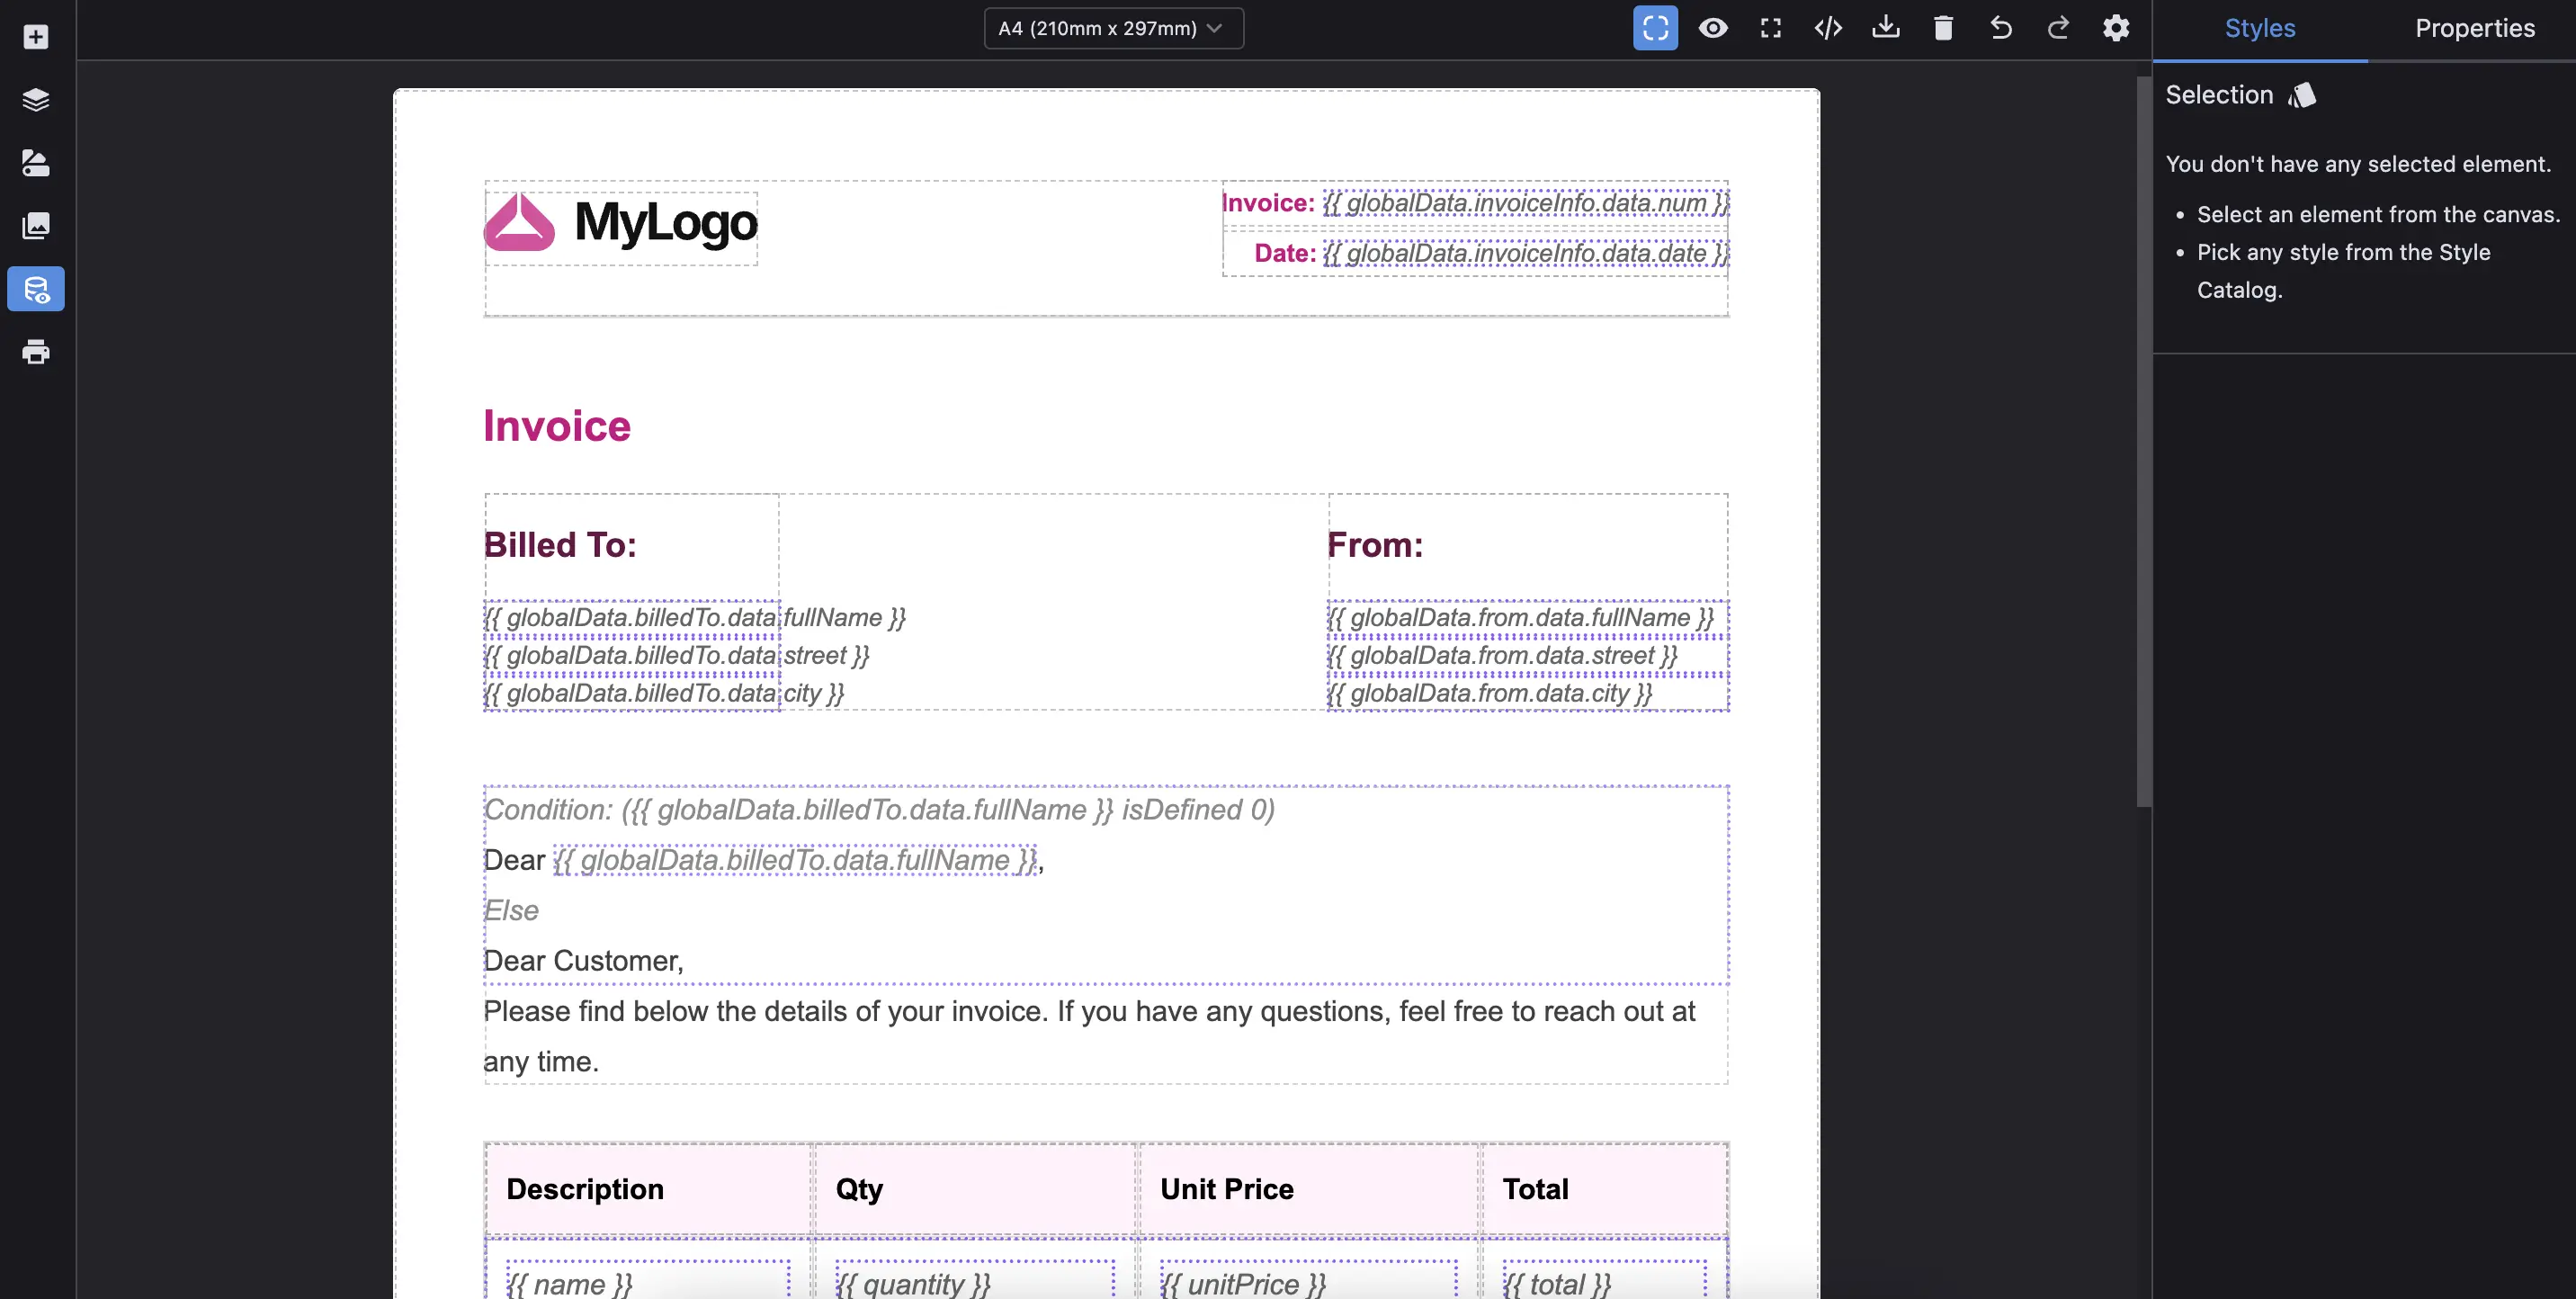 A4 (210mm x 297mm)
Styles
Properties
Selection
You don't have any selected element.
• Select an element from the canvas.
• Pick any style from the Style
Catalog.
MyLogo
Invoice: {{ globalData.invoiceInfo.data.num }}
Date: {{ globalData.invoiceInfo.data.date }}
Invoice
Billed To:
{{ globalData.billedTo.data.fullName }}
{{ globalData.billedTo.data.street }}
{{ globalData.billedTo.data.city }}
From:
{{ globalData.from.data.fullName }}
{{ globalData.from.data.street }}
{{ globalData.from.data.city }}
Condition: ({{ globalData.billedTo.data.fullName }} isDefined 0)
Dear {{ globalData.billedTo.data.fullName }},
Else
Dear Customer,
Please find below the details of your invoice. If you have any questions, feel free to reach out at
any time.
Description Qty Unit Price Total
{{ name }} {{ quantity }} {{ unitPrice }} {{ total }}